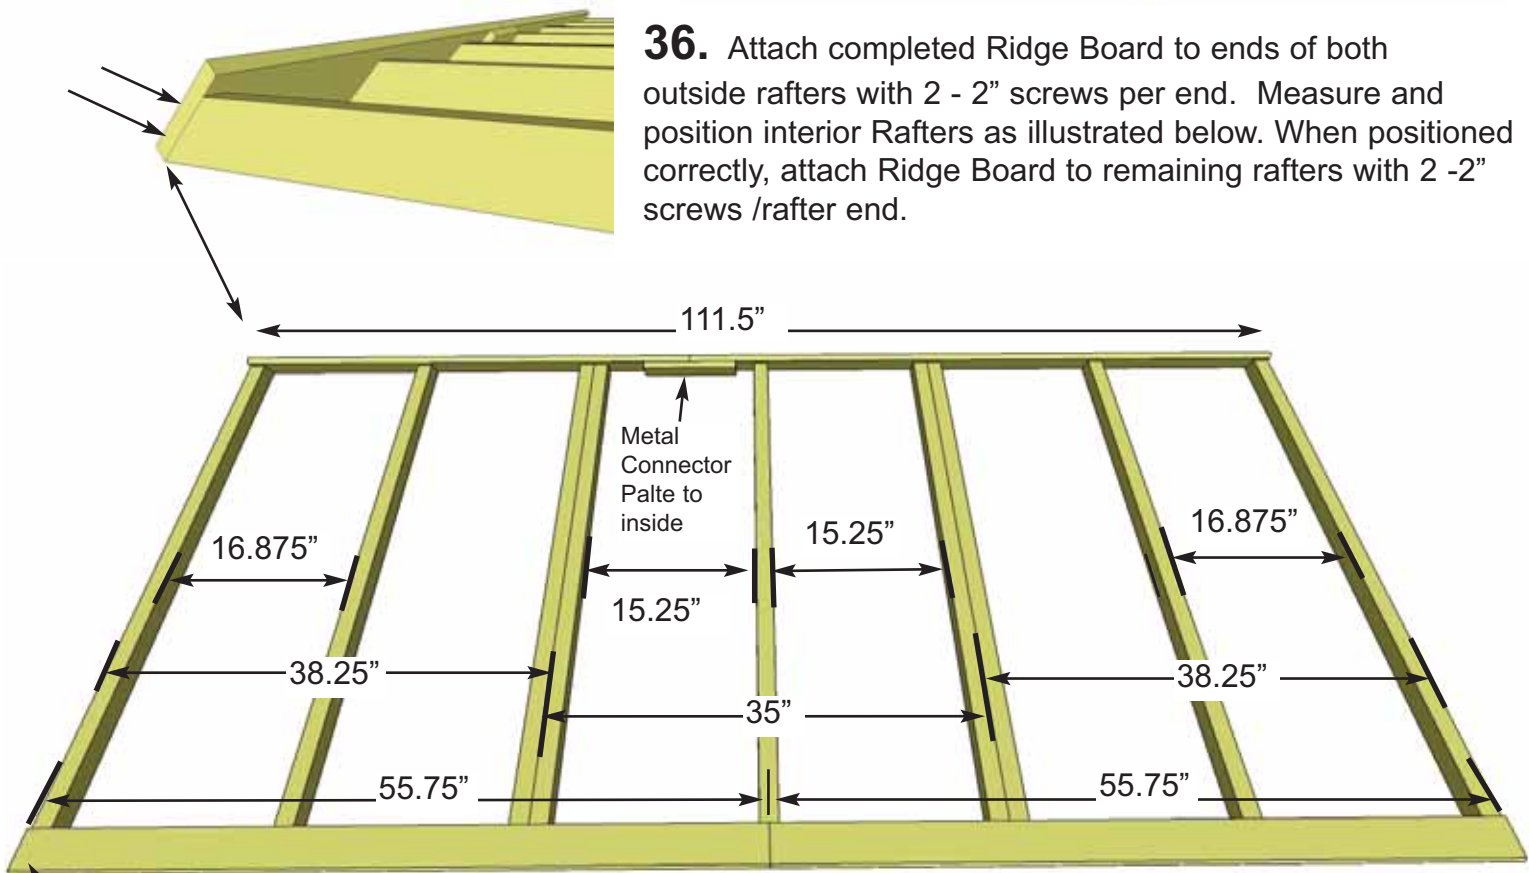 36. Attach completed Ridge Board to ends of both
outside rafters with 2 - 2” screws per end. Measure and
position interior Rafters as illustrated below. When positioned
correctly, attach Ridge Board to remaining rafters with 2 -2”
screws /rafter end.
111.5”
Metal
Connector
Palte to
inside
16.875”
15.25”
15.25”
16.875”
38.25”
35”
38.25”
55.75”
55.75”